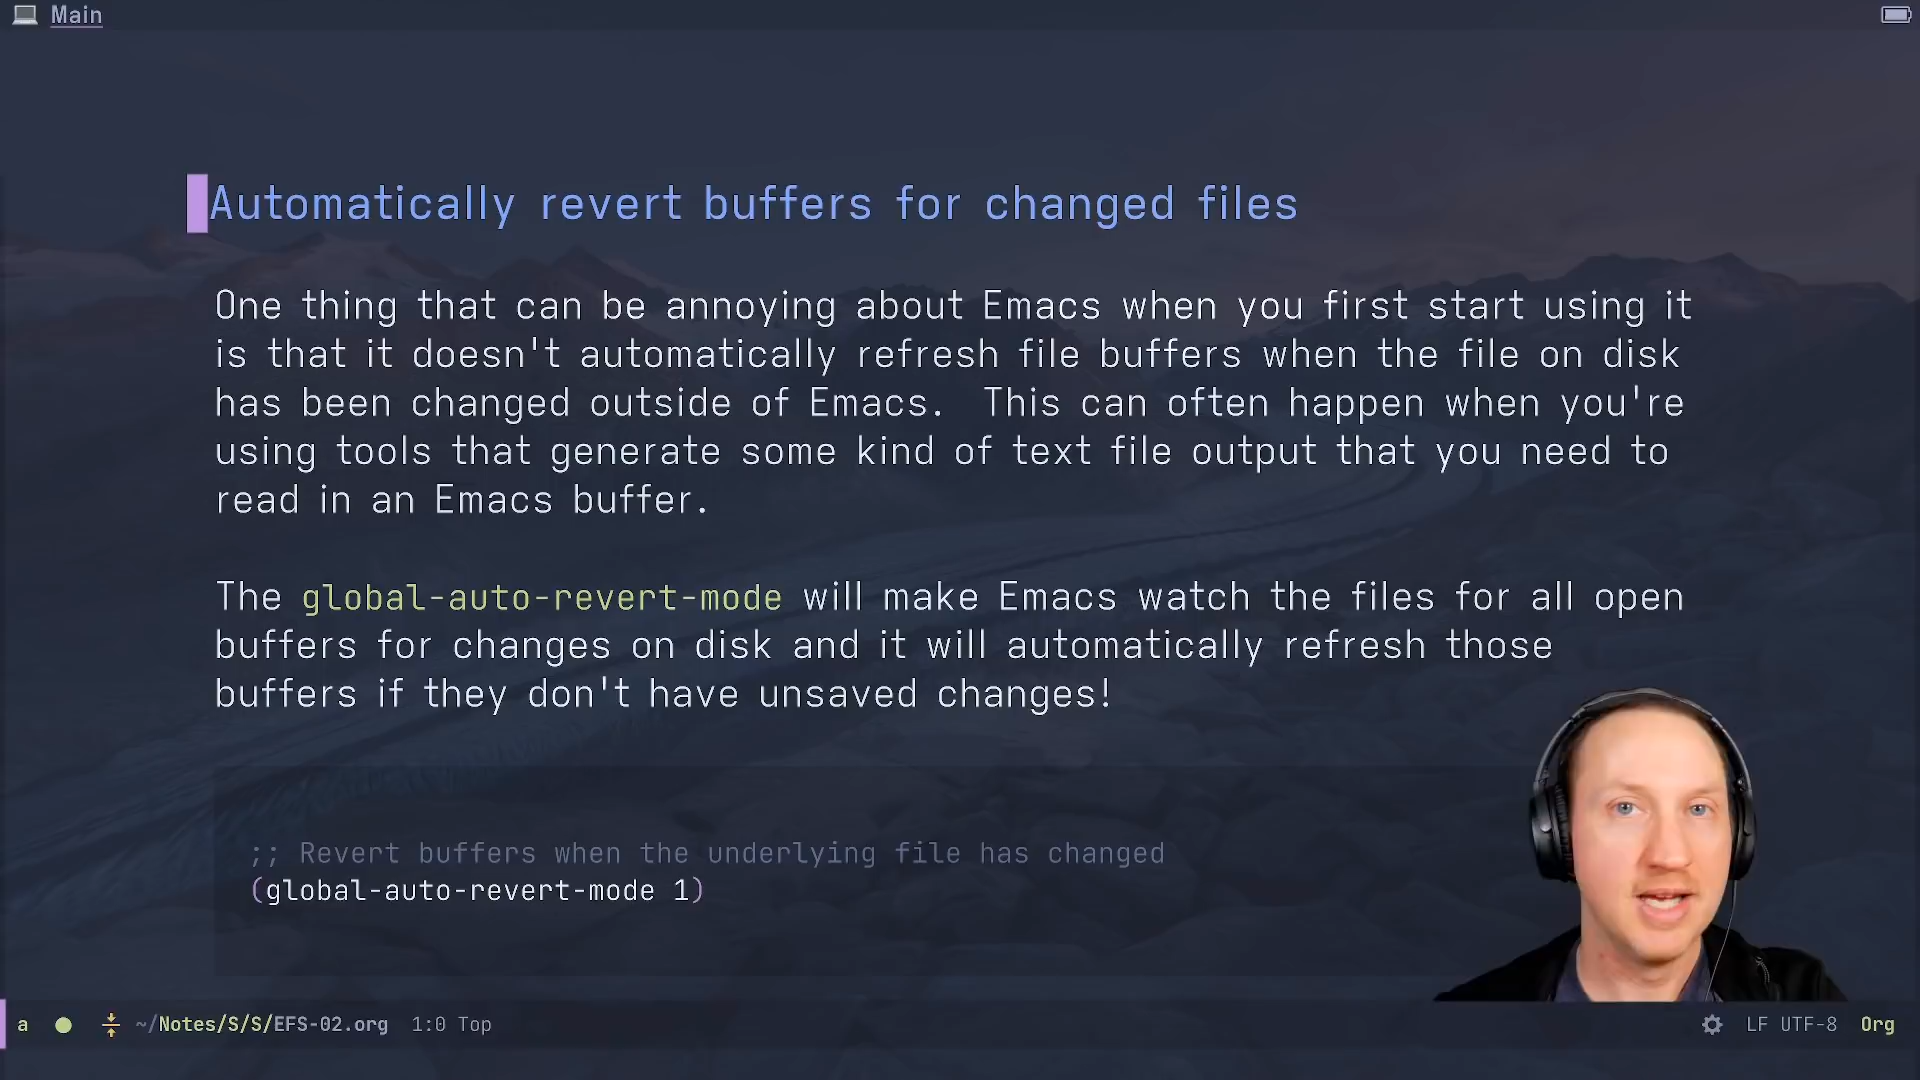 Main
Automatically revert buffers for changed files
One thing that can be annoying about Emacs when you first start using it
is that it doesn't automatically refresh file buffers when the file on disk
has been changed outside of Emacs.  This can often happen when you're
using tools that generate some kind of text file output that you need to
read in an Emacs buffer.
The global-auto-revert-mode will make Emacs watch the files for all open
buffers for changes on disk and it will automatically refresh those
buffers if they don't have unsaved changes!
;; Revert buffers when the underlying file has changed
(global-auto-revert-mode 1)
a ~/Notes/S/S/EFS-02.org 1:0 Top LF UTF-8 Org